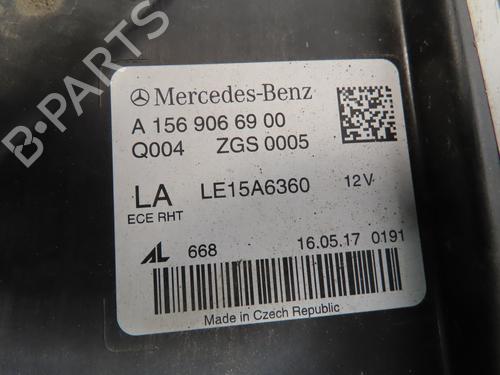 B-PARTS
Mercedes-Benz
A 156 906 69 00
Q004 ZGS 0005
LA LE15A6360 12V
ECE RHT
AL 668 16.05.17 0191
Made in Czech Republic